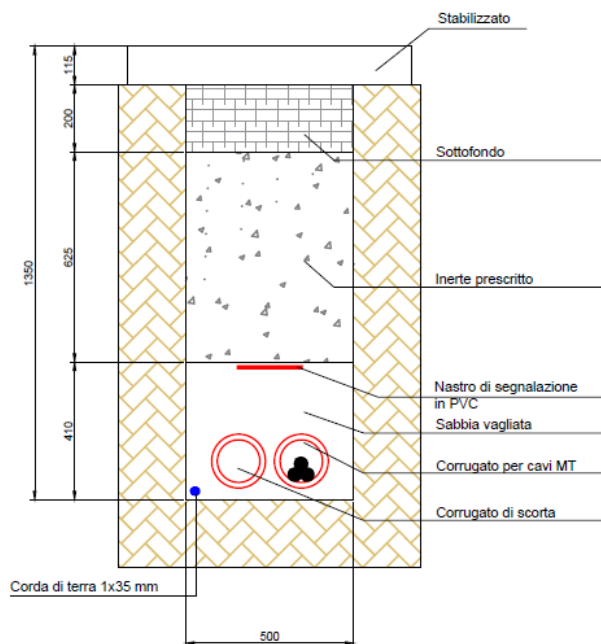 Stabilizzato
115
200
Sottofondo
625
1350
Inerte prescritto
Nastro di segnalazione
in PVC
410
Sabbia vagliata
Corrugato per cavi MT
Corrugato di scorta
Corda di terra 1x35 mm
500